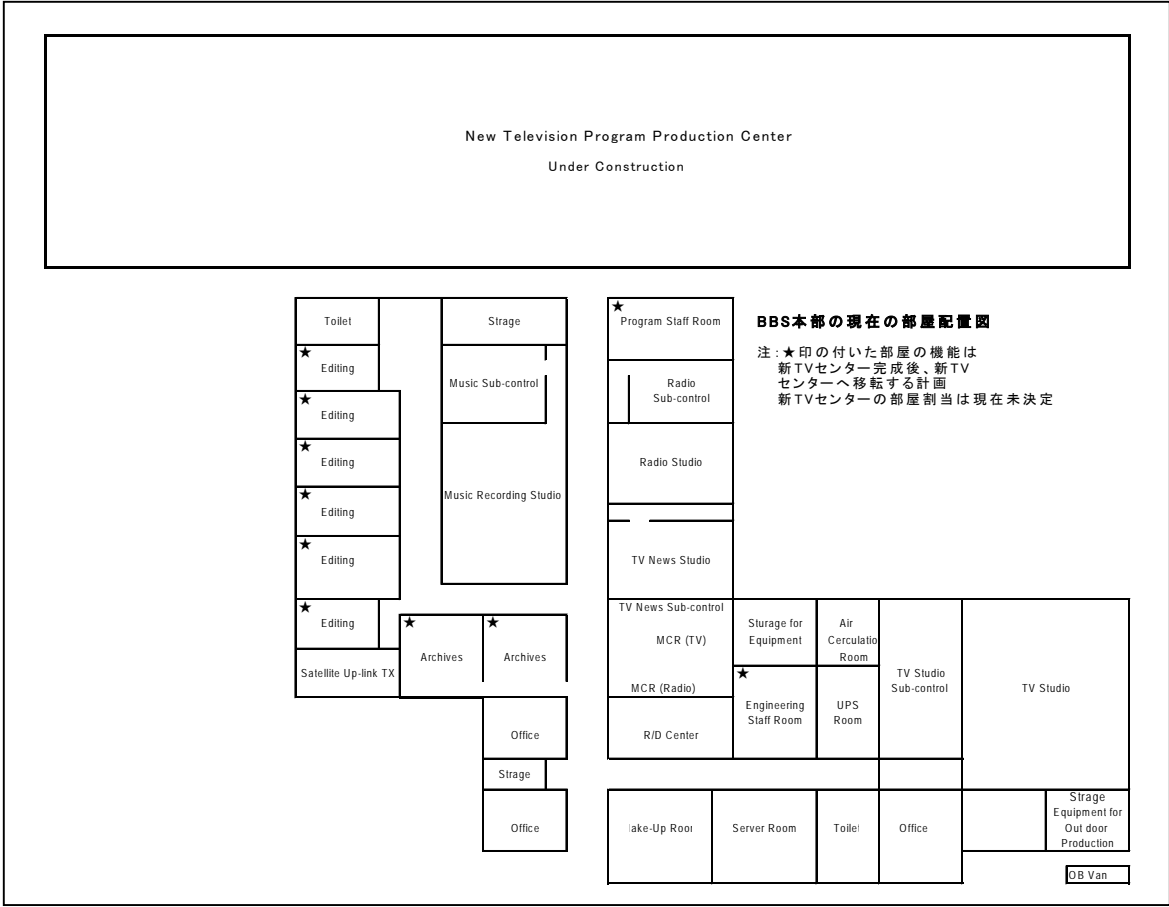 New Television Program Production Center
Under Construction
Toilet
Strage
★
Program Staff Room
BBS本部の現在の部屋配置図
注:★印の付いた部屋の機能は
新TVセンター完成後、新TV
センターへ移転する計画
新TVセンターの部屋割当は現在未決定
★
Editing
Music Sub-control
Radio
Sub-control
★
Editing
★
Editing
Radio Studio
★
Editing
Music Recording Studio
★
Editing
TV News Studio
★
Editing
★
Archives
★
Archives
Satellite Up-link TX
TV News Sub-control
MCR (TV)
MCR (Radio)
Sturage for
Equipment
Air
Cerculatio
Room
★
Engineering
Staff Room
UPS
Room
TV Studio
Sub-control
TV Studio
Office
R/D Center
Strage
Office
ake-Up Roor
Server Room
Toilet
Office
Strage
Equipment for
Out door
Production
OB Van